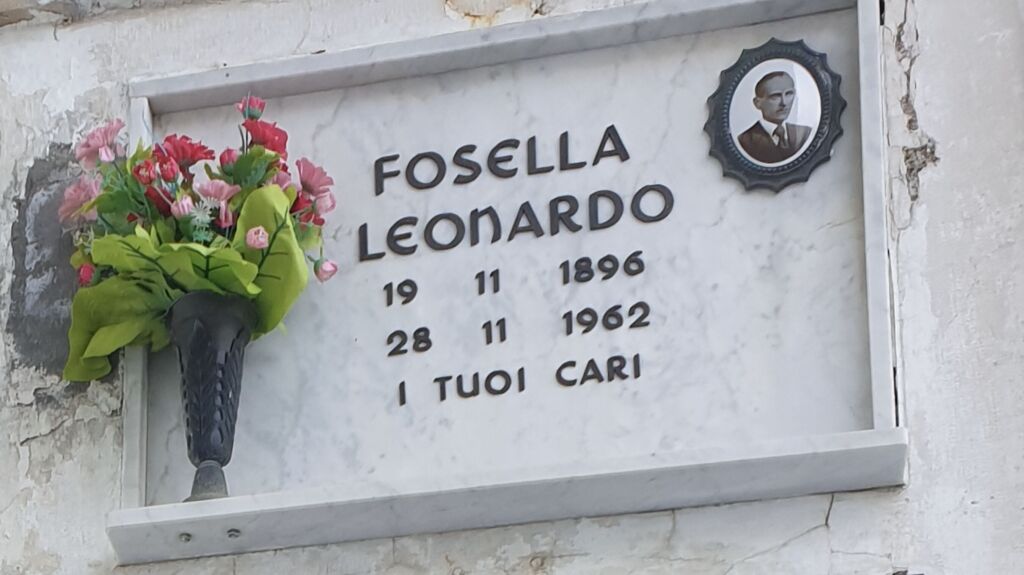 FOSELLA
LEONARDO
19 11 1896
28 11 1962
I TUOI CARI